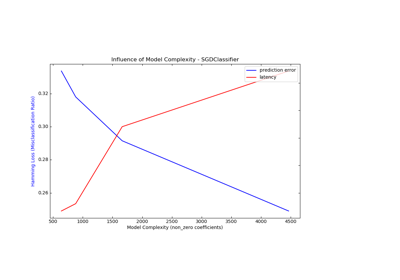 Influence of Model Complexity - SGDClassifier
prediction error
latency
Hamming Loss (Misclassification Ratio)
0.32
0.30
0.28
0.26
500 1000 1500 2000 2500 3000 3500 4000 4500
Model Complexity (non_zero coefficients)